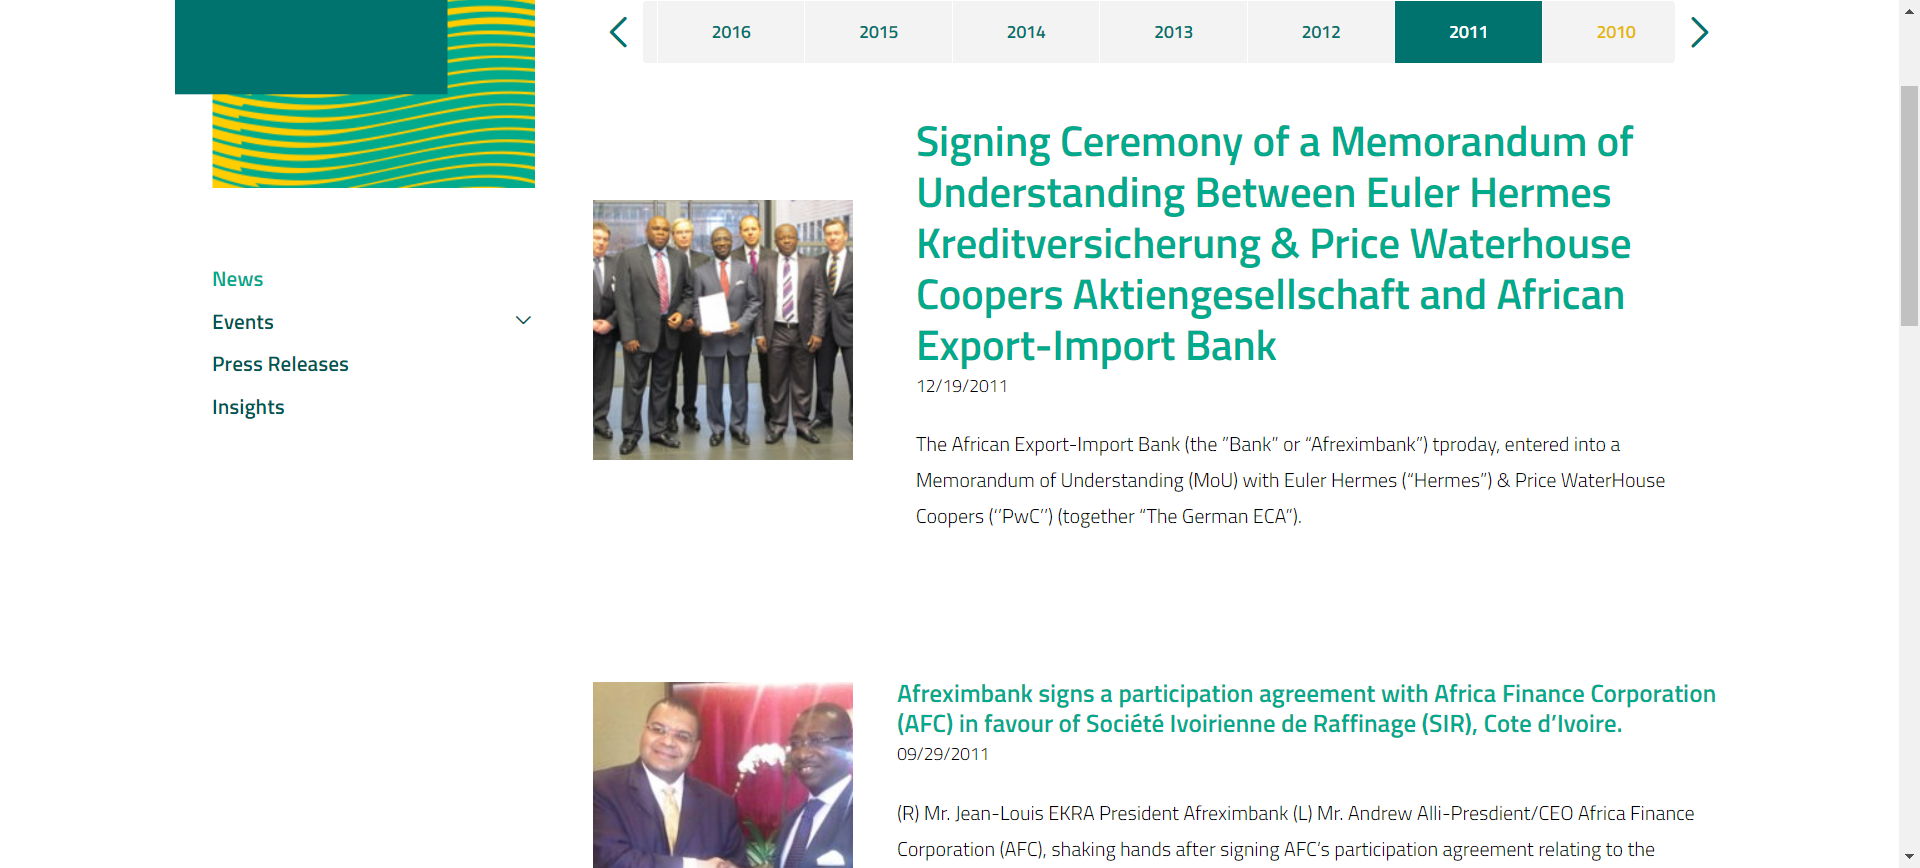 2016 2015 2014 2013 2012 2011 2010
News
Events
Press Releases
Insights
Signing Ceremony of a Memorandum of
Understanding Between Euler Hermes
Kreditversicherung & Price Waterhouse
Coopers Aktiengesellschaft and African
Export-Import Bank
12/19/2011
The African Export-Import Bank (the ”Bank” or “Afreximbank”) tproday, entered into a
Memorandum of Understanding (MoU) with Euler Hermes (“Hermes”) & Price WaterHouse
Coopers (‘’PwC’’) (together “The German ECA”).
Afreximbank signs a participation agreement with Africa Finance Corporation
(AFC) in favour of Société Ivoirienne de Raffinage (SIR), Cote d’Ivoire.
09/29/2011
(R) Mr. Jean-Louis EKRA President Afreximbank (L) Mr. Andrew Alli-Presdient/CEO Africa Finance
Corporation (AFC), shaking hands after signing AFC’s participation agreement relating to the